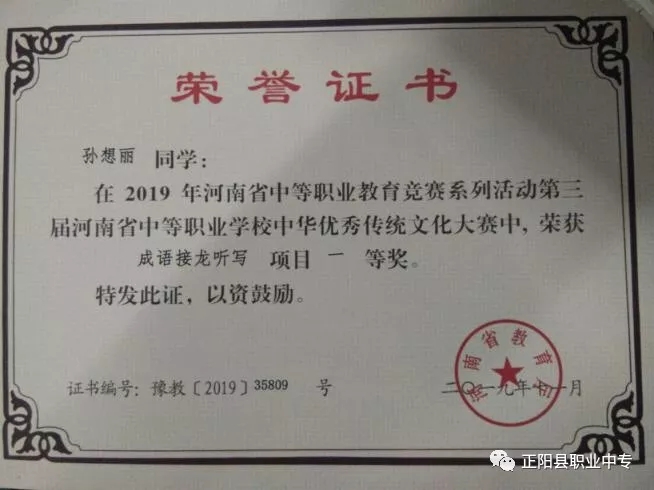 荣誉证书
孙想丽 同学：
在 2019 年河南省中等职业教育竞赛系列活动第三
届河南省中等职业学校中华优秀传统文化大赛中，荣获
成语接龙听写 项目 一 等奖。
特发此证，以资鼓励。
河南省教育厅
证书编号：豫教〔2019〕35809 号
二〇一九年十一月
正阳县职业中专